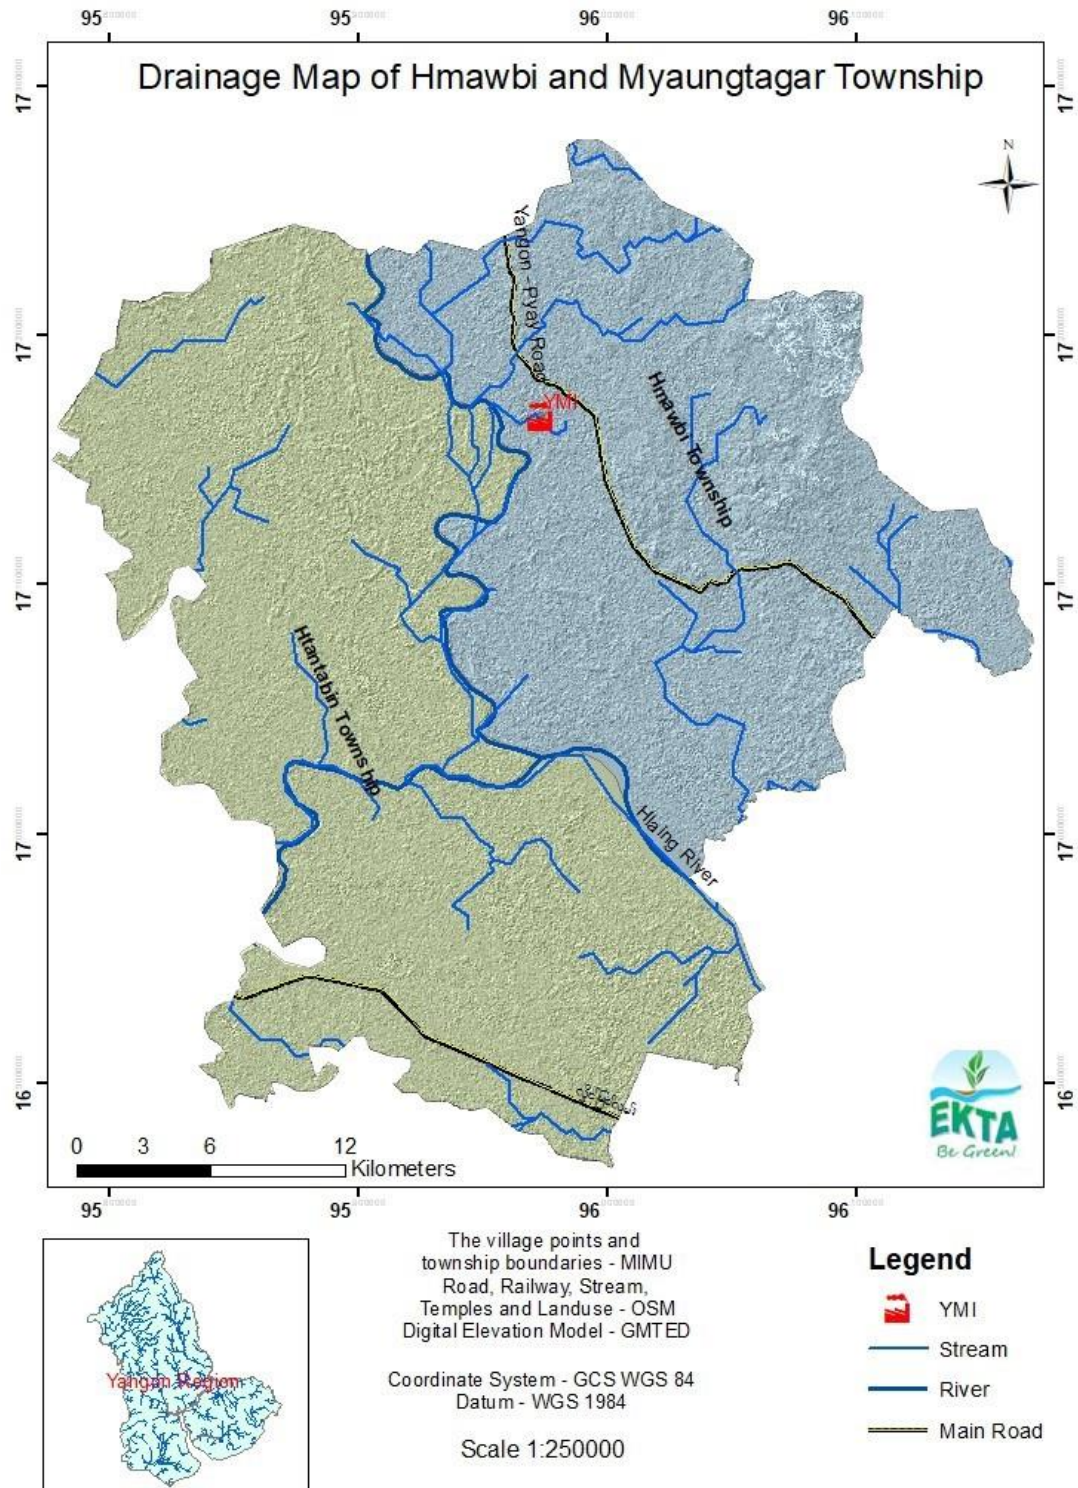 95 96 96
Drainage Map of Hmawbi and Myaungtagar Township
N
17 17
Yangon - Pyay Road
17 17
YMI
Hmawbi Township
17 17
Htantabin Township
17 17
Hlaing River
16 16
EKTA
Be Green!
0 3 6 12
Kilometers
95 95 96 96
The village points and
township boundaries - MIMU
Road, Railway, Stream,
Temples and Landuse - OSM
Digital Elevation Model - GMTED
Coordinate System - GCS WGS 84
Datum - WGS 1984
Scale 1:250000
Yangon Region
Legend
YMI
Stream
River
Main Road